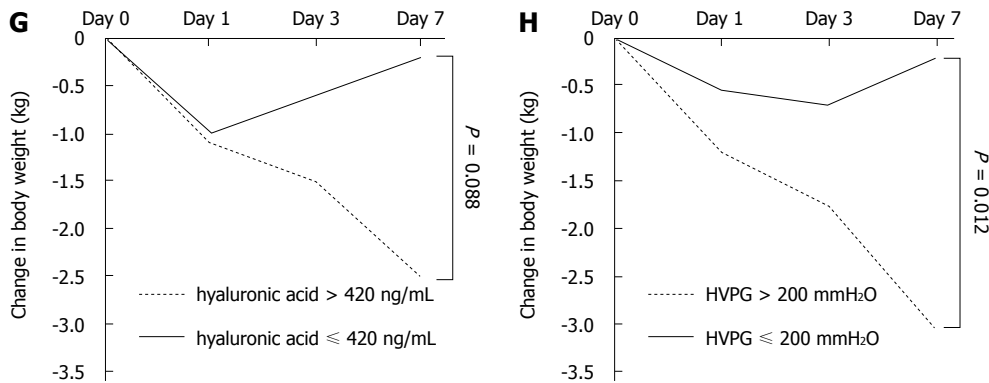 G
Day 0 Day 1 Day 3 Day 7
0
-0.5
-1.0
-1.5
-2.0
-2.5
-3.0
-3.5
Change in body weight (kg)
P = 0.088
hyaluronic acid > 420 ng/mL
hyaluronic acid ≤ 420 ng/mL
H
Day 0 Day 1 Day 3 Day 7
0
-0.5
-1.0
-1.5
-2.0
-2.5
-3.0
-3.5
Change in body weight (kg)
P = 0.012
HVPG > 200 mmH₂O
HVPG ≤ 200 mmH₂O